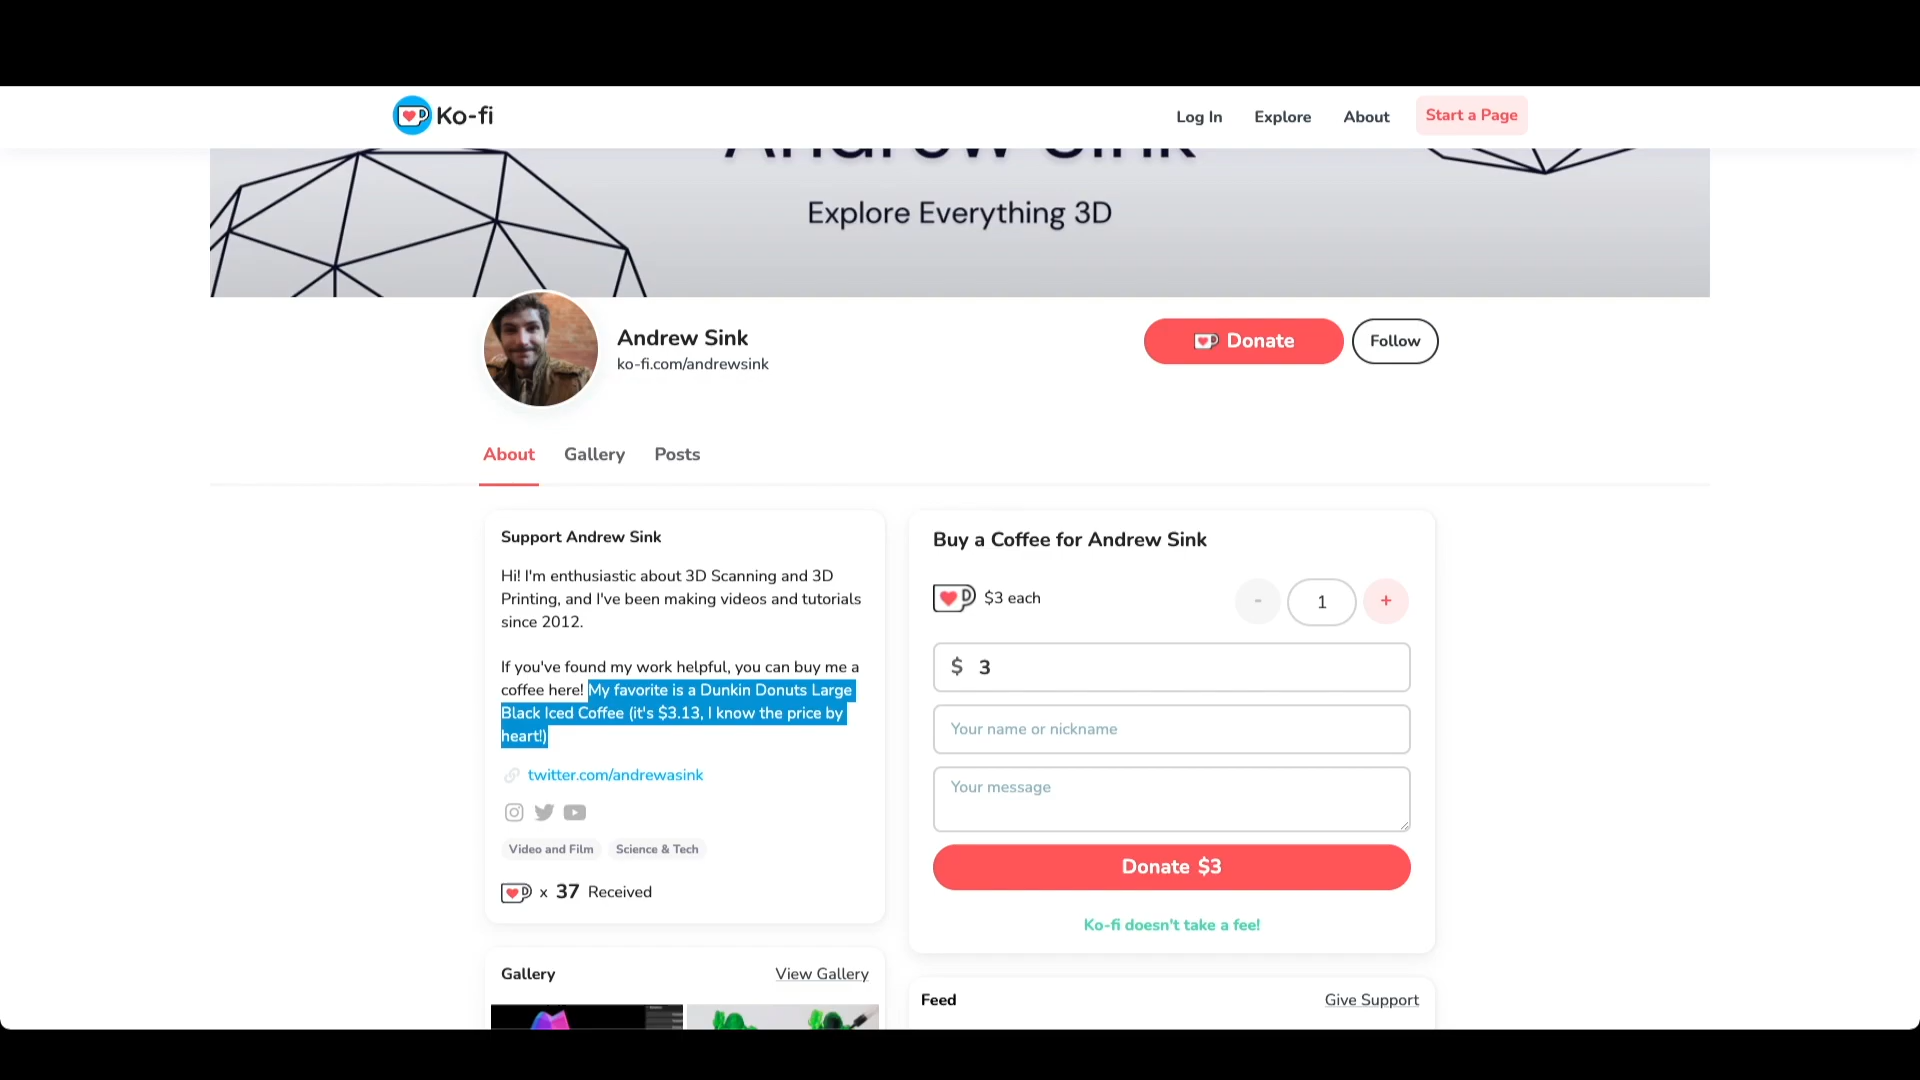 Ko-fi
Log In
Explore
About
Start a Page
Andrew Sink
Explore Everything 3D
Andrew Sink
ko-fi.com/andrewsink
Donate
Follow
About
Gallery
Posts
Support Andrew Sink
Hi! I'm enthusiastic about 3D Scanning and 3D
Printing, and I've been making videos and tutorials
since 2012.
If you've found my work helpful, you can buy me a
coffee here! My favorite is a Dunkin Donuts Large
Black Iced Coffee (it's $3.13, I know the price by
heart!)
twitter.com/andrewasink
Video and Film
Science & Tech
x 37 Received
Gallery
View Gallery
Buy a Coffee for Andrew Sink
$3 each
-
1
+
$ 3
Your name or nickname
Your message
Donate $3
Ko-fi doesn't take a fee!
Feed
Give Support